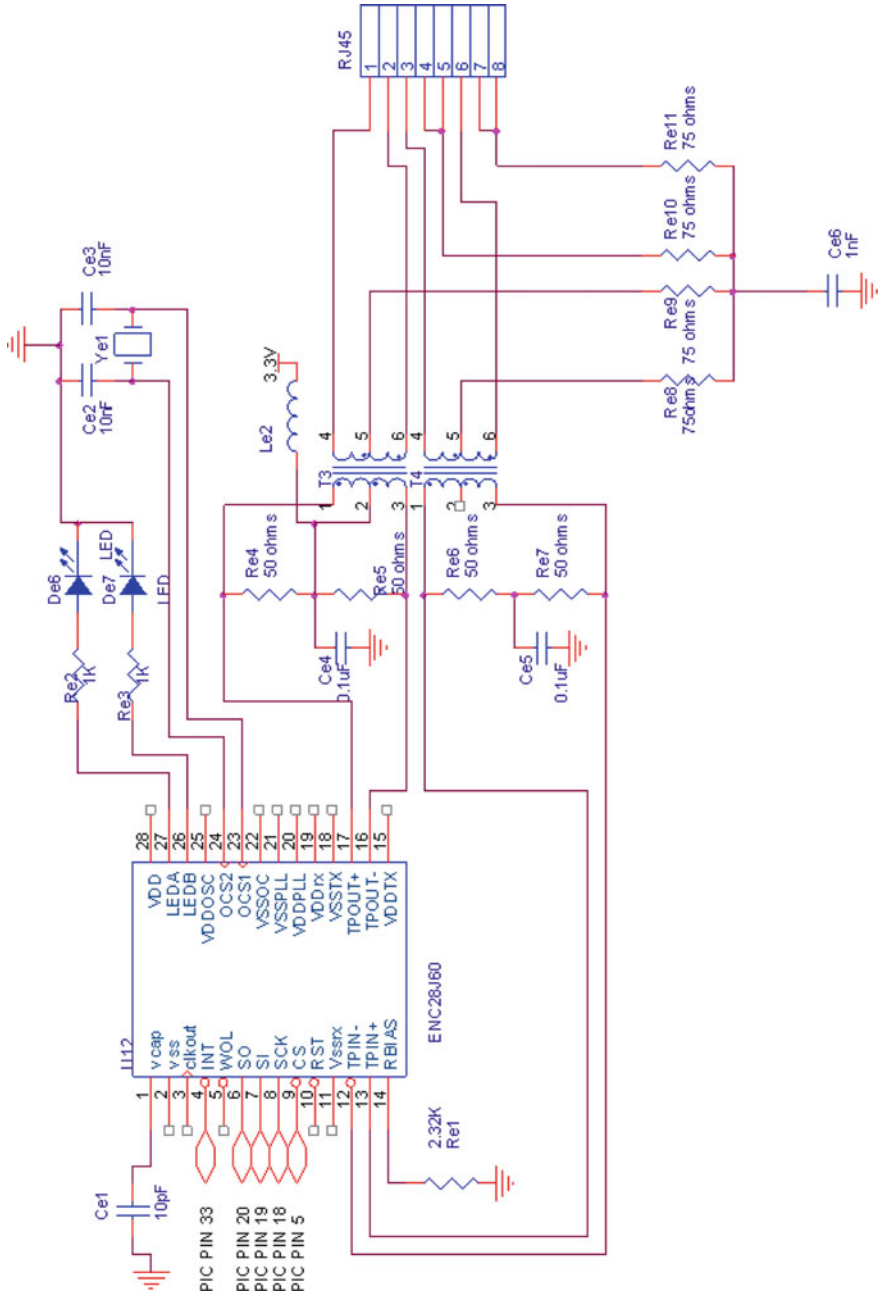 RJ45
1
2
3
4
5
6
7
8
Re11
75 ohms
Re10
75 ohms
Re9
75 ohms
Re8
75ohms
Ce6
1nF
Ce3
10nF
Ye1
Ce2
10nF
3.3V
Le2
T3
1
2
3
4
5
6
T4
1
2
3
4
5
6
De6
LED
De7
LED
Re2
1K
Re3
1K
Re4
50 ohms
Re5
50 ohms
Re6
50 ohms
Re7
50 ohms
Ce4
0.1uF
Ce5
0.1uF
U12
ENC28J60
1 vcap
2 vss
3 clkout
4 INT
5 WOL
6 SO
7 SI
8 SCK
9 CS
10 RST
11 Vssrx
12 TPIN-
13 TPIN+
14 RBIAS
28 VDD
27 LEDA
26 LEDB
25 VDDOSC
24 OCS2
23 OCS1
22 VSSOC
21 VSSPLL
20 VDDPLL
19 VDDrx
18 VSSTX
17 TPOUT+
16 TPOUT-
15 VDDTX
Ce1
10pF
PIC PIN 33
PIC PIN 20
PIC PIN 19
PIC PIN 18
PIC PIN 5
2.32K
Re1